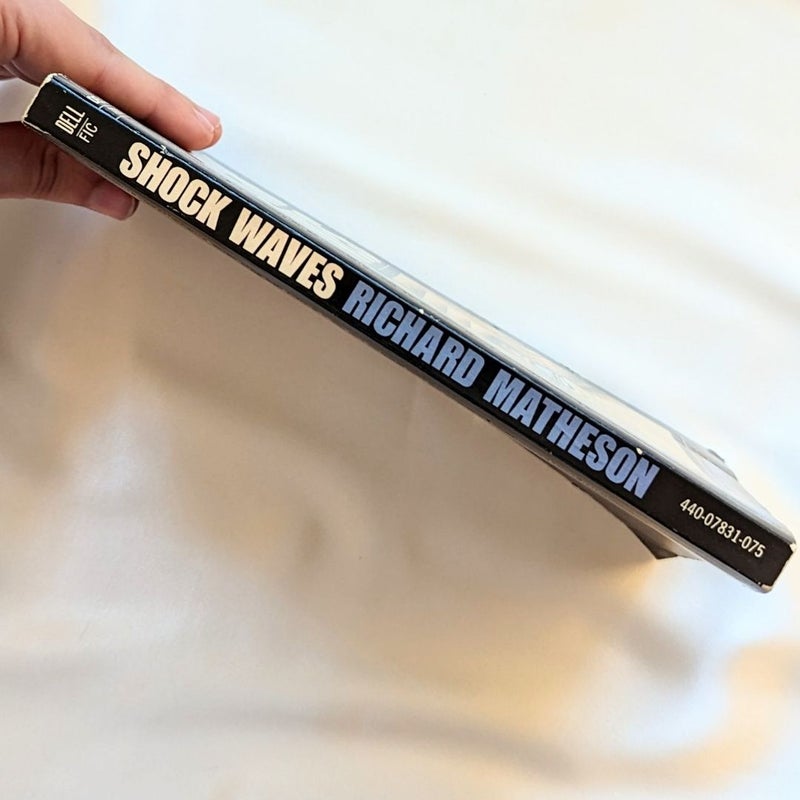 DELL
FIC
SHOCK WAVES RICHARD MATHESON
440-07831-075